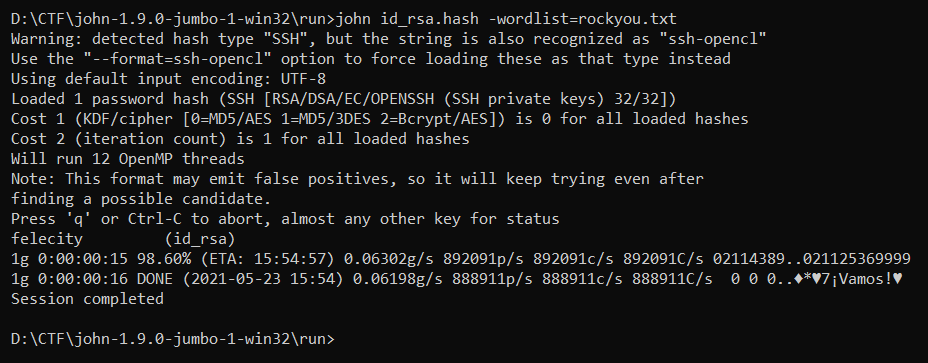 D:\CTF\john-1.9.0-jumbo-1-win32\run>john id_rsa.hash -wordlist=rockyou.txt
Warning: detected hash type "SSH", but the string is also recognized as "ssh-opencl"
Use the "--format=ssh-opencl" option to force loading these as that type instead
Using default input encoding: UTF-8
Loaded 1 password hash (SSH [RSA/DSA/EC/OPENSSH (SSH private keys) 32/32])
Cost 1 (KDF/cipher [0=MD5/AES 1=MD5/3DES 2=Bcrypt/AES]) is 0 for all loaded hashes
Cost 2 (iteration count) is 1 for all loaded hashes
Will run 12 OpenMP threads
Note: This format may emit false positives, so it will keep trying even after
finding a possible candidate.
Press 'q' or Ctrl-C to abort, almost any other key for status
felecity         (id_rsa)
1g 0:00:00:15 98.60% (ETA: 15:54:57) 0.06302g/s 892091p/s 892091c/s 892091C/s 02114389..021125369999
1g 0:00:00:16 DONE (2021-05-23 15:54) 0.06198g/s 888911p/s 888911c/s 888911C/s  0 0 0..♦*♥7¡Vamos!♥
Session completed
D:\CTF\john-1.9.0-jumbo-1-win32\run>